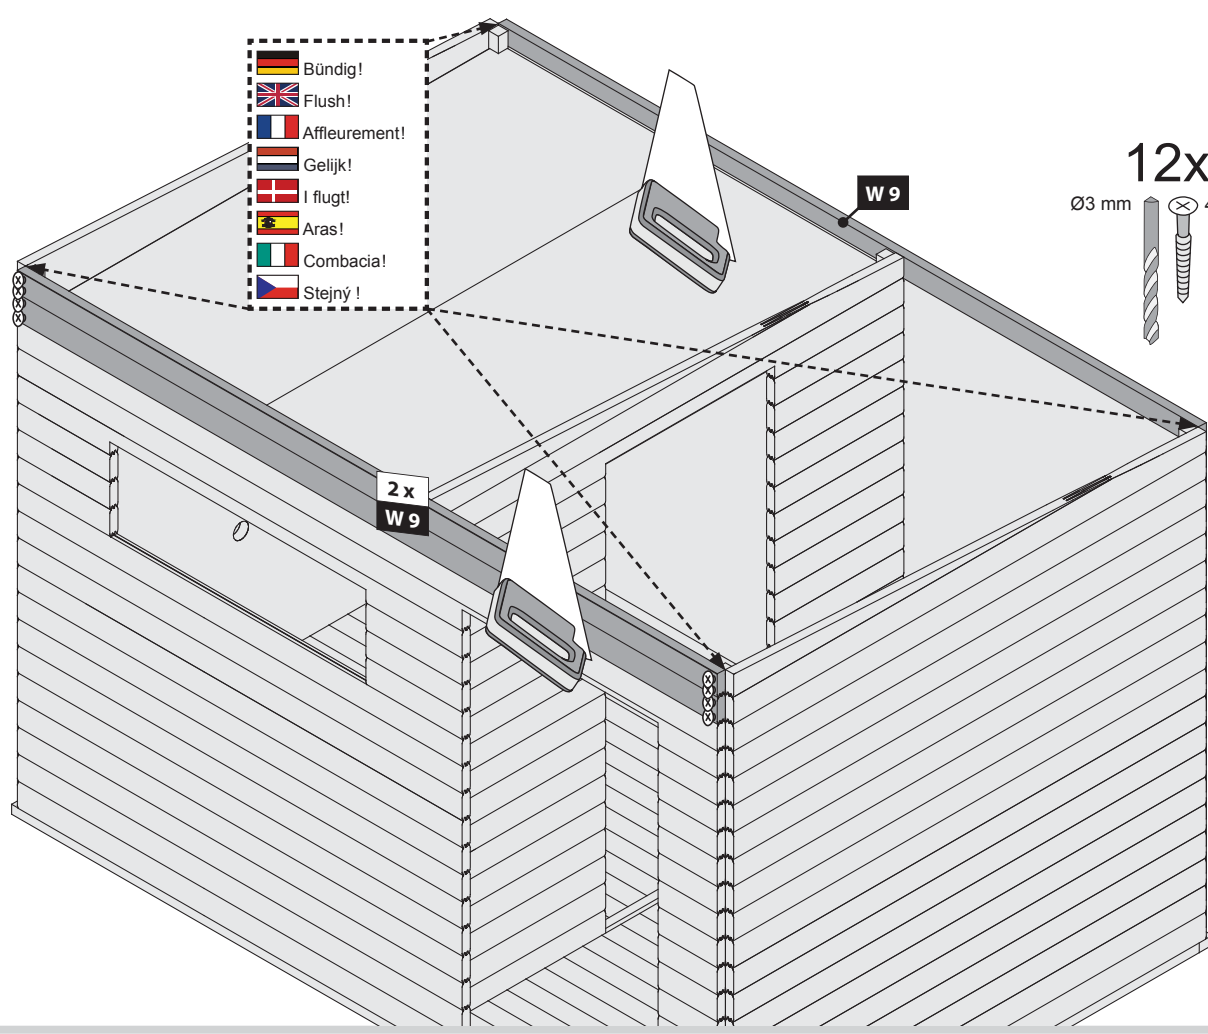 Bündig!
Flush!
Affleurement!
Gelijk!
I flugt!
Aras!
Combacia!
Stejný !
12x
Ø3 mm
W 9
2 x
W 9